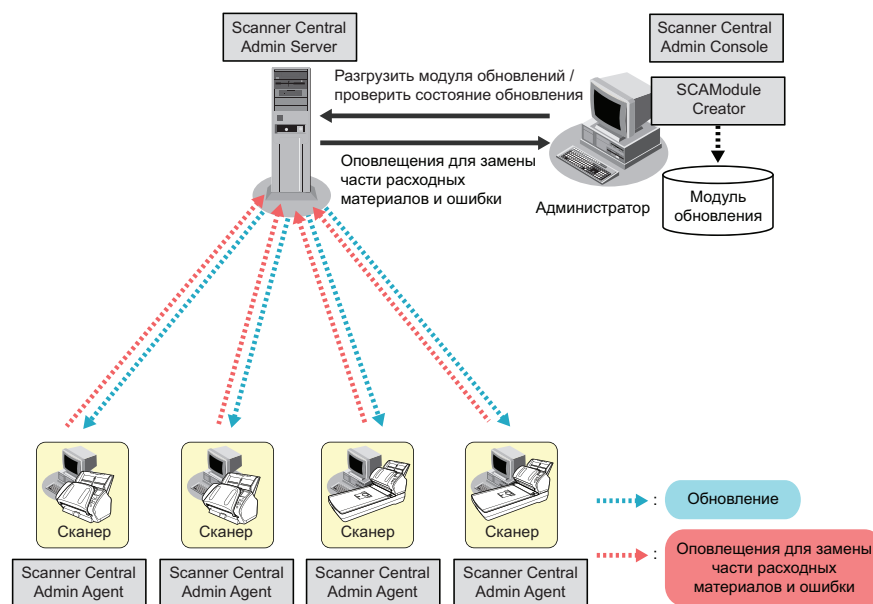 Scanner Central
Admin Server
Scanner Central
Admin Console
Разгрузить модуля обновлений /
проверить состояние обновления
SCAModule
Creator
Оповлещения для замены
части расходных
материалов и ошибки
Администратор
Модуль
обновления
Сканер
Сканер
Сканер
Сканер
Scanner Central
Admin Agent
Scanner Central
Admin Agent
Scanner Central
Admin Agent
Scanner Central
Admin Agent
: Обновление
: Оповлещения для замены
части расходных
материалов и ошибки